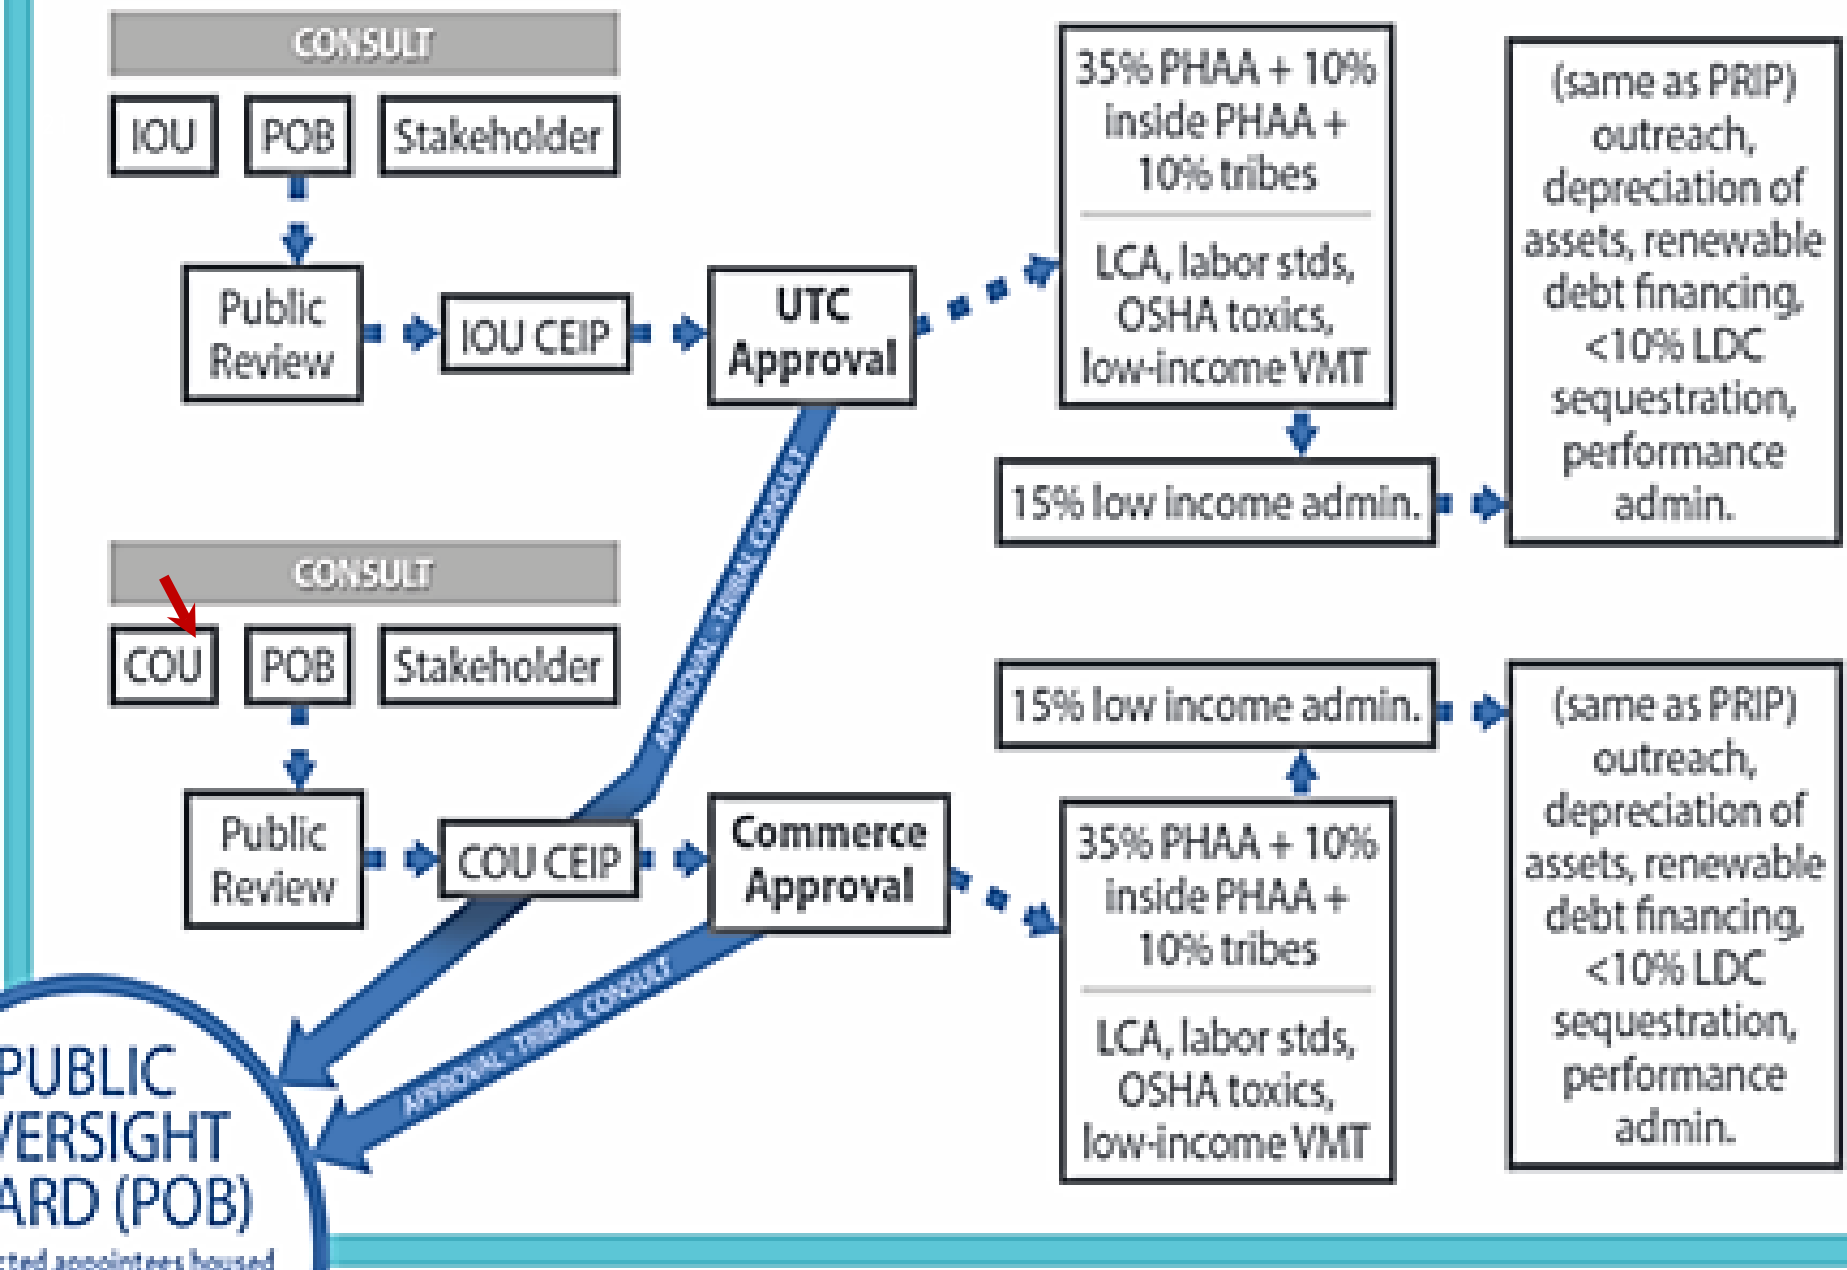 CONSULT
IOU
POB
Stakeholder
Public
Review
IOU CEIP
UTC
Approval
35% PHAA + 10%
inside PHAA +
10% tribes
LCA, labor stds,
OSHA toxics,
low-income VMT
15% low income admin.
(same as PRIP)
outreach,
depreciation of
assets, renewable
debt financing,
<10% LDC
sequestration,
performance
admin.
APPROVAL - TRIBAL CONSULT
CONSULT
COU
POB
Stakeholder
Public
Review
COU CEIP
Commerce
Approval
15% low income admin.
35% PHAA + 10%
inside PHAA +
10% tribes
LCA, labor stds,
OSHA toxics,
low-income VMT
(same as PRIP)
outreach,
depreciation of
assets, renewable
debt financing,
<10% LDC
sequestration,
performance
admin.
APPROVAL - TRIBAL CONSULT
PUBLIC
VERSIGHT
ARD (POB)
cted appointees housed